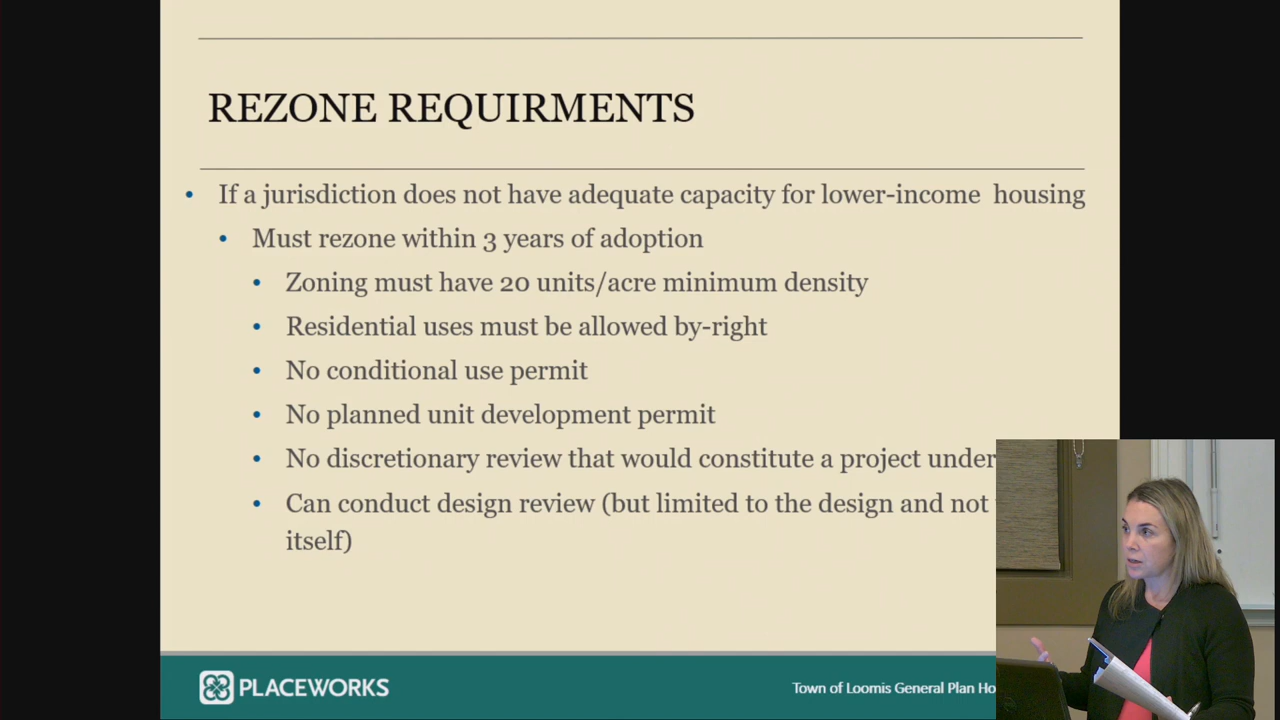 REZONE REQUIRMENTS
• If a jurisdiction does not have adequate capacity for lower-income housing
• Must rezone within 3 years of adoption
• Zoning must have 20 units/acre minimum density
• Residential uses must be allowed by-right
• No conditional use permit
• No planned unit development permit
• No discretionary review that would constitute a project under
• Can conduct design review (but limited to the design and not
itself)
PLACEWORKS
Town of Loomis General Plan Ho